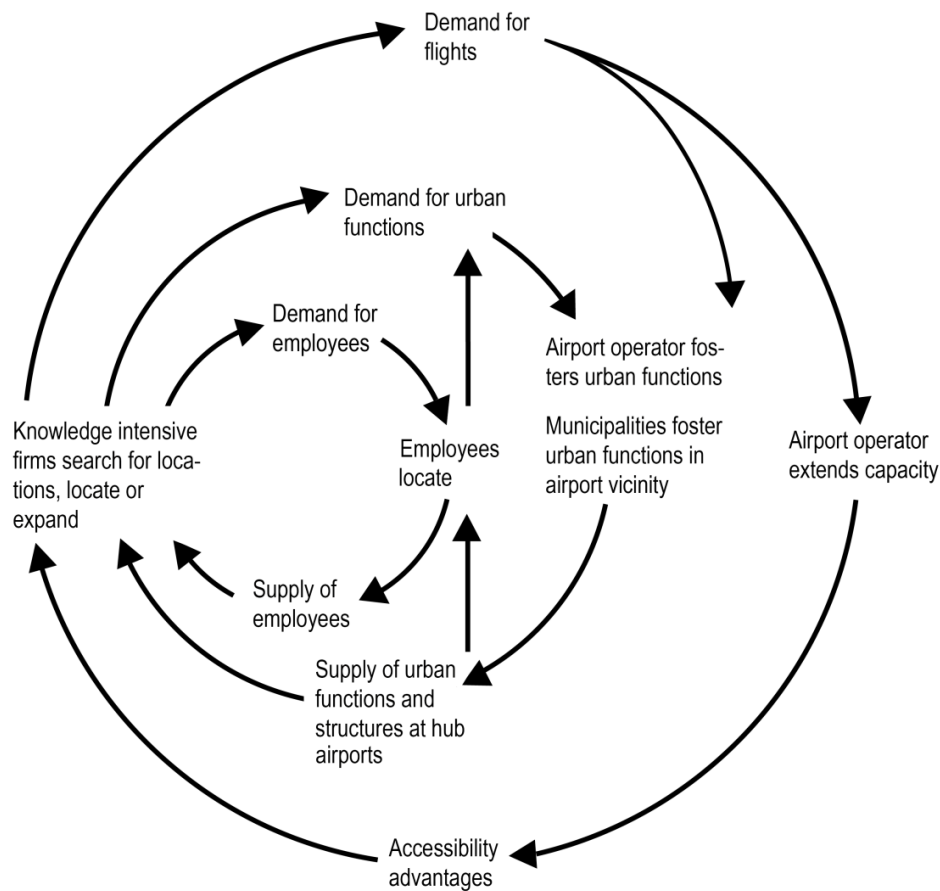 Demand for
flights
Demand for urban
functions
Demand for
employees
Airport operator fos-
ters urban functions
Knowledge intensive
firms search for loca-
tions, locate or
expand
Employees
locate
Municipalities foster
urban functions in
airport vicinity
Airport operator
extends capacity
Supply of
employees
Supply of urban
functions and
structures at hub
airports
Accessibility
advantages